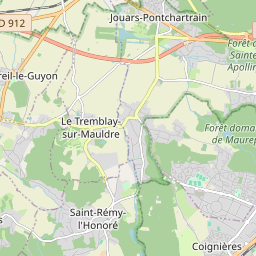 Jouars-Pontchartrain
D 912
Forêt d
Sainte
Apollin
reil-le-Guyon
Le Tremblay-
sur-Mauldre
Forêt doma
de Maurep
Saint-Rémy-
l'Honoré
Coignières